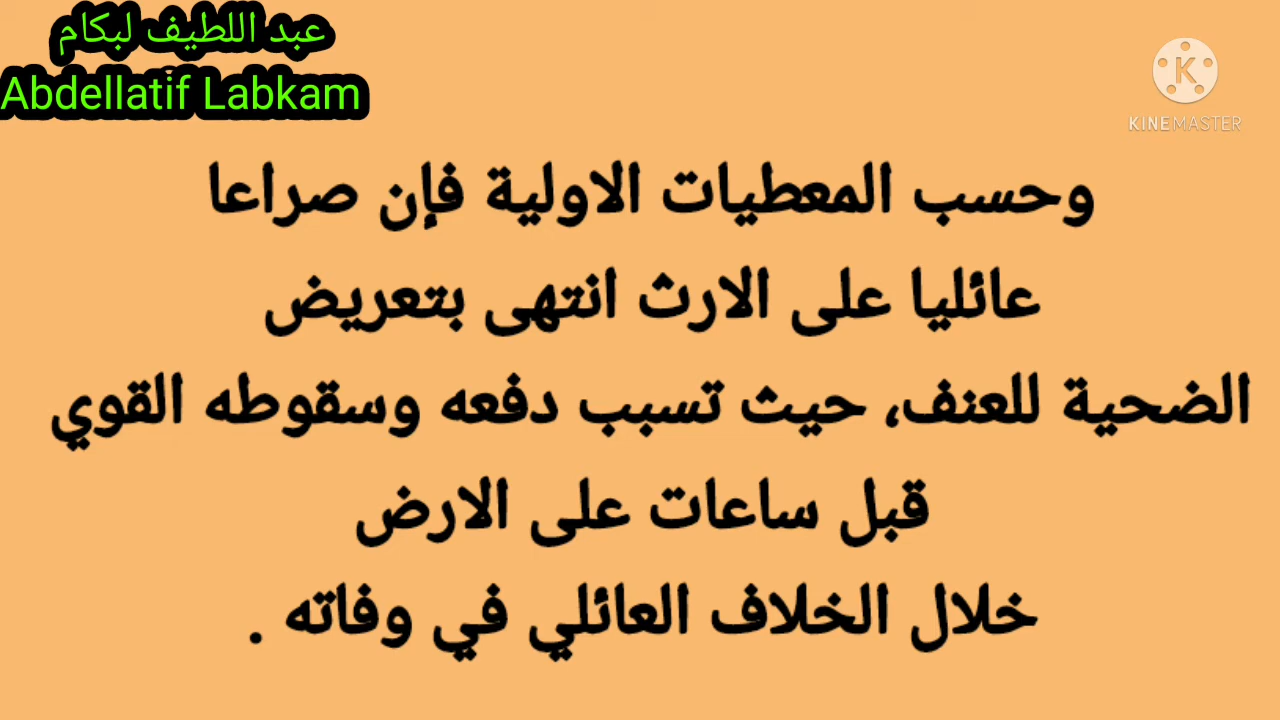 عبد اللطيف لبكام
Abdellatif Labkam
KINEMASTER
وحسب المعطيات الاولية فإن صراعا
عائليا على الارث انتهى بتعريض
الضحية للعنف، حيث تسبب دفعه وسقوطه القوي
قبل ساعات على الارض
خلال الخلاف العائلي في وفاته .